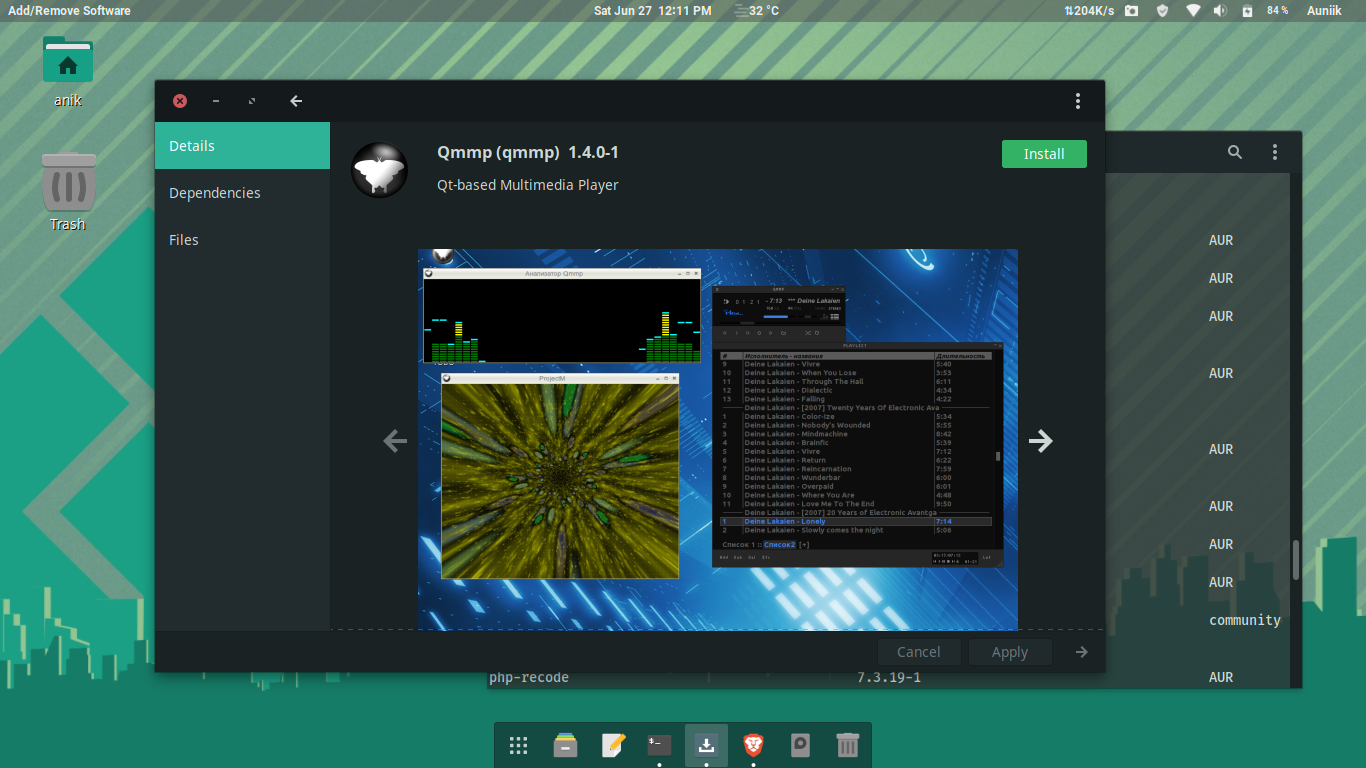 Add/Remove Software
Sat Jun 27 12:11 PM
32 °C
⇅204K/s
84 %
Auniik
anik
Trash
Details
Dependencies
Files
Qmmp (qmmp) 1.4.0-1
Qt-based Multimedia Player
Install
Анализатор Qmmp
ProjectM
QMMP
7:13 *** Deine Lakaien
PLAYLIST
# Исполнитель - название Длительность
9 Deine Lakaien - Vivre 5:40
10 Deine Lakaien - When You Lose 3:53
11 Deine Lakaien - Through The Hall 6:11
12 Deine Lakaien - Dialectic 4:34
13 Deine Lakaien - Falling 4:22
Deine Lakaien - [2007] Twenty Years Of Electronic Ava
1 Deine Lakaien - Color-ize 5:34
2 Deine Lakaien - Nobody's Wounded 5:55
3 Deine Lakaien - Mindmachine 8:42
4 Deine Lakaien - Brainfic 5:39
5 Deine Lakaien - Vivre 7:12
6 Deine Lakaien - Return 6:22
7 Deine Lakaien - Reincarnation 7:59
8 Deine Lakaien - Wunderbar 6:00
9 Deine Lakaien - Overpaid 6:01
10 Deine Lakaien - Where You Are 4:48
11 Deine Lakaien - Love Me To The End 9:50
Deine Lakaien - [2007] 20 Years of Electronic Avantga
1 Deine Lakaien - Lonely 7:14
2 Deine Lakaien - Slowly comes the night 5:06
Список 1 :: Список2 [+]
Cancel
Apply
AUR
AUR
AUR
AUR
AUR
AUR
AUR
AUR
community
php-recode 7.3.19-1 AUR